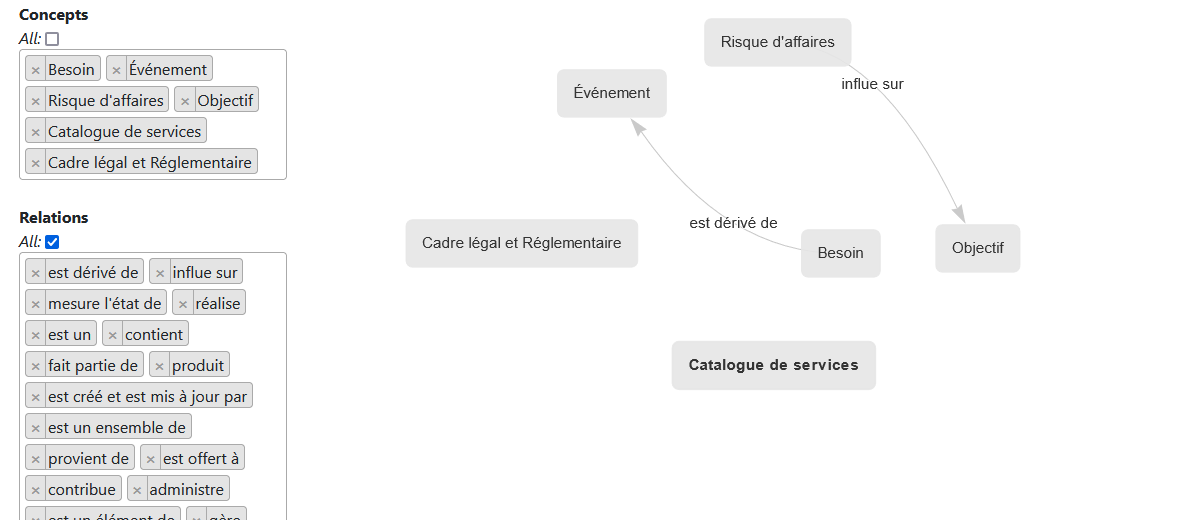 Concepts
All:
× Besoin × Événement
× Risque d'affaires × Objectif
× Catalogue de services
× Cadre légal et Réglementaire
Relations
All:
× est dérivé de × influe sur
× mesure l'état de × réalise
× est un × contient
× fait partie de × produit
× est créé et est mis à jour par
× est un ensemble de
× provient de × est offert à
× contribue × administre
× est un élément de × gère
Risque d'affaires
influe sur
Événement
est dérivé de
Cadre légal et Réglementaire
Besoin
Objectif
Catalogue de services